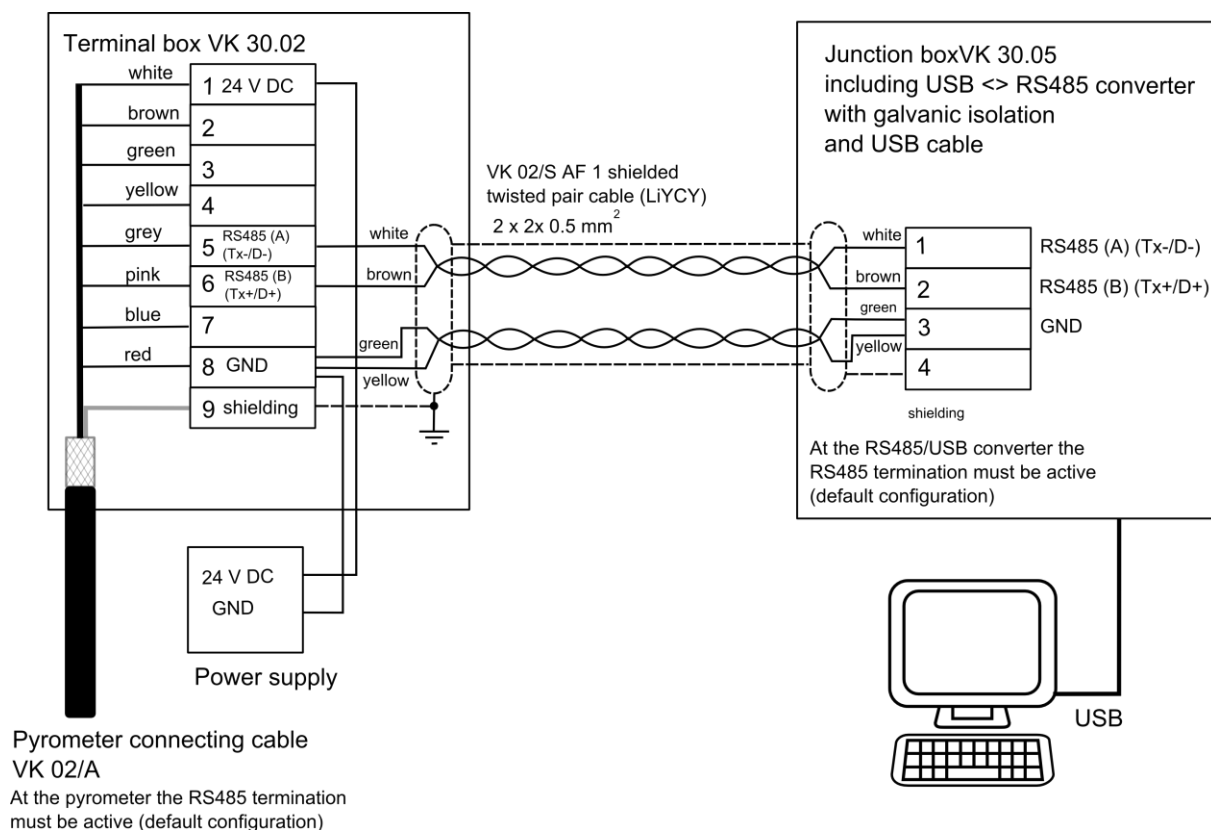 Terminal box VK 30.02
white
1 24 V DC
brown
2
green
3
yellow
4
grey
5 RS485 (A)
(Tx-/D-)
pink
6 RS485 (B)
(Tx+/D+)
blue
7
red
8 GND
9 shielding
white
brown
green
yellow
VK 02/S AF 1 shielded
twisted pair cable (LiYCY)
2 x 2x 0.5 mm²
Junction boxVK 30.05
including USB <> RS485 converter
with galvanic isolation
and USB cable
white
1
RS485 (A) (Tx-/D-)
brown
2
RS485 (B) (Tx+/D+)
green
3
GND
yellow
4
shielding
At the RS485/USB converter the
RS485 termination must be active
(default configuration)
24 V DC
GND
Power supply
USB
Pyrometer connecting cable
VK 02/A
At the pyrometer the RS485 termination
must be active (default configuration)